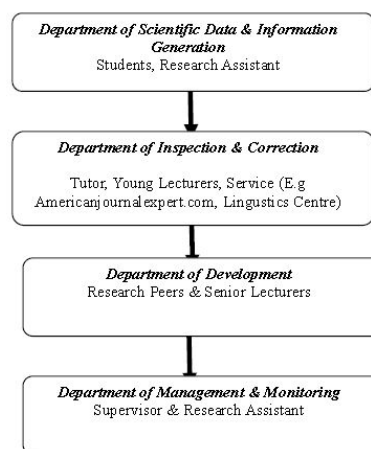 Department of Scientific Data & Information
Generation
Students, Research Assistant
Department of Inspection & Correction
Tutor, Young Lecturers, Service (E.g
Americanjournalexpert.com, Lingustics Centre)
Department of Development
Research Peers & Senior Lecturers
Department of Management & Monitoring
Supervisor & Research Assistant